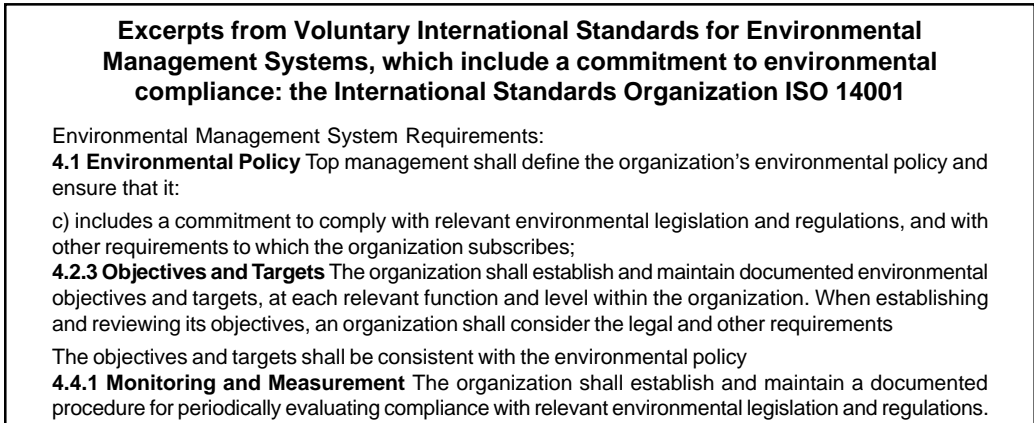 Excerpts from Voluntary International Standards for Environmental
Management Systems, which include a commitment to environmental
compliance: the International Standards Organization ISO 14001
Environmental Management System Requirements:
4.1 Environmental Policy Top management shall define the organization's environmental policy and
ensure that it:
c) includes a commitment to comply with relevant environmental legislation and regulations, and with
other requirements to which the organization subscribes;
4.2.3 Objectives and Targets The organization shall establish and maintain documented environmental
objectives and targets, at each relevant function and level within the organization. When establishing
and reviewing its objectives, an organization shall consider the legal and other requirements
The objectives and targets shall be consistent with the environmental policy
4.4.1 Monitoring and Measurement The organization shall establish and maintain a documented
procedure for periodically evaluating compliance with relevant environmental legislation and regulations.